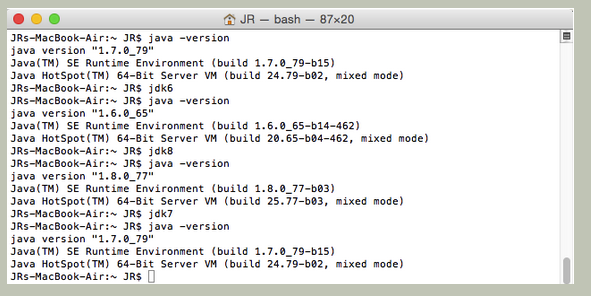 JR — bash — 87×20
JRs-MacBook-Air:~ JR$ java -version
java version "1.7.0_79"
Java(TM) SE Runtime Environment (build 1.7.0_79-b15)
Java HotSpot(TM) 64-Bit Server VM (build 24.79-b02, mixed mode)
JRs-MacBook-Air:~ JR$ jdk6
JRs-MacBook-Air:~ JR$ java -version
java version "1.6.0_65"
Java(TM) SE Runtime Environment (build 1.6.0_65-b14-462)
Java HotSpot(TM) 64-Bit Server VM (build 20.65-b04-462, mixed mode)
JRs-MacBook-Air:~ JR$ jdk8
JRs-MacBook-Air:~ JR$ java -version
java version "1.8.0_77"
Java(TM) SE Runtime Environment (build 1.8.0_77-b03)
Java HotSpot(TM) 64-Bit Server VM (build 25.77-b03, mixed mode)
JRs-MacBook-Air:~ JR$ jdk7
JRs-MacBook-Air:~ JR$ java -version
java version "1.7.0_79"
Java(TM) SE Runtime Environment (build 1.7.0_79-b15)
Java HotSpot(TM) 64-Bit Server VM (build 24.79-b02, mixed mode)
JRs-MacBook-Air:~ JR$